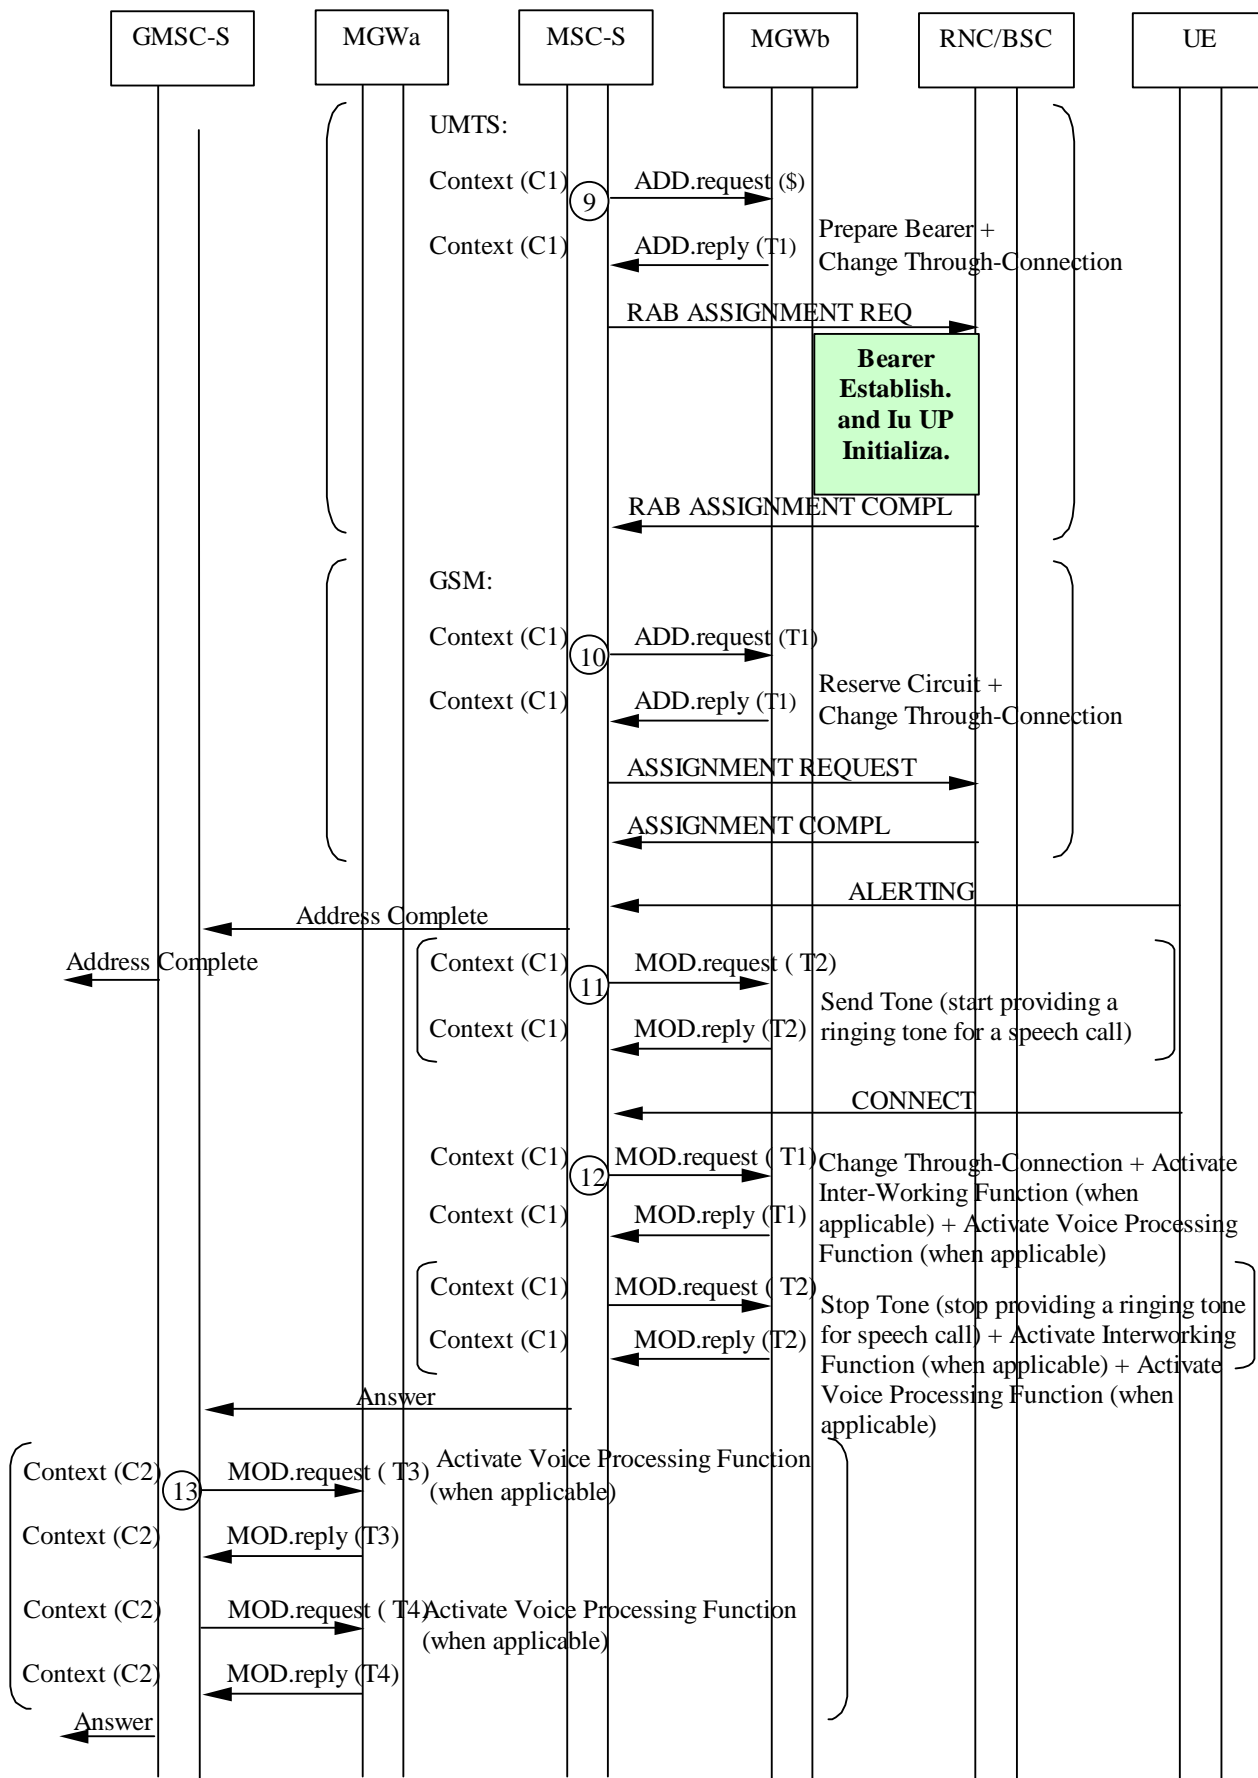 GMSC-S
MGWa
MSC-S
MGWb
RNC/BSC
UE
UMTS:
Context (C1)
9
ADD.request ($)
Context (C1)
ADD.reply (T1)
Prepare Bearer +
Change Through-Connection
RAB ASSIGNMENT REQ
Bearer
Establish.
and Iu UP
Initializa.
RAB ASSIGNMENT COMPL
GSM:
Context (C1)
10
ADD.request (T1)
Context (C1)
ADD.reply (T1)
Reserve Circuit +
Change Through-Connection
ASSIGNMENT REQUEST
ASSIGNMENT COMPL
ALERTING
Address Complete
Address Complete
Context (C1)
11
MOD.request ( T2)
Context (C1)
MOD.reply (T2)
Send Tone (start providing a
ringing tone for a speech call)
CONNECT
Context (C1)
12
MOD.request ( T1)
Context (C1)
MOD.reply (T1)
Change Through-Connection + Activate
Inter-Working Function (when
applicable) + Activate Voice Processing
Function (when applicable)
Context (C1)
MOD.request ( T2)
Context (C1)
MOD.reply (T2)
Stop Tone (stop providing a ringing tone
for speech call) + Activate Interworking
Function (when applicable) + Activate
Voice Processing Function (when
applicable)
Answer
Context (C2)
13
MOD.request ( T3)
Activate Voice Processing Function
(when applicable)
Context (C2)
MOD.reply (T3)
Context (C2)
MOD.request ( T4)
Activate Voice Processing Function
(when applicable)
Context (C2)
MOD.reply (T4)
Answer